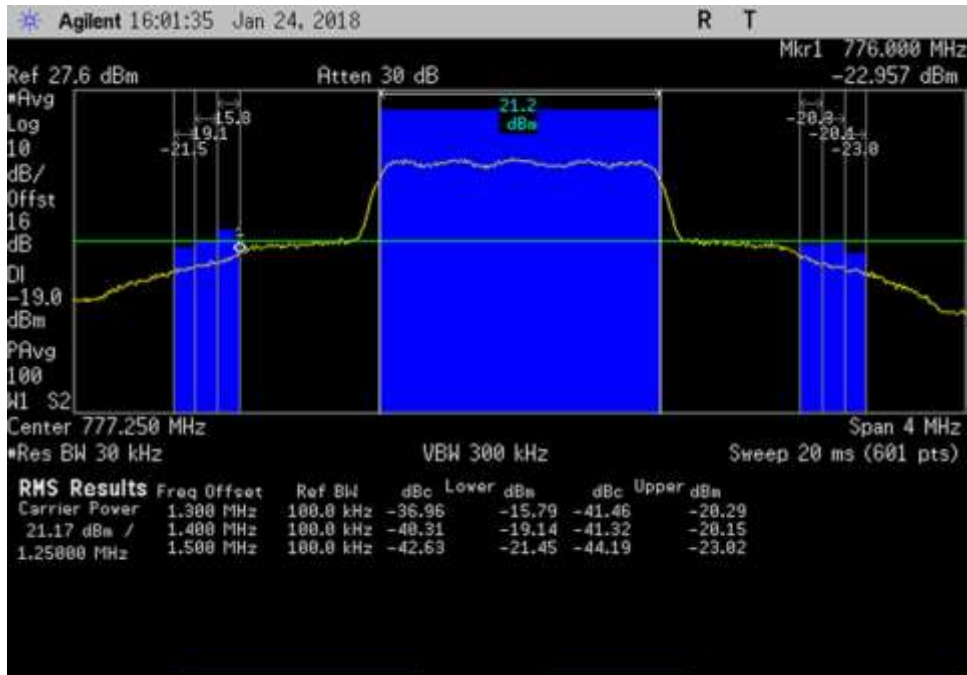 Agilent 16:01:35 Jan 24, 2018 R T
Mkr1 776.000 MHz
Ref 27.6 dBm Atten 30 dB -22.957 dBm
*Avg
Log
10
dB/
Offst
16
dB
DI
-19.0
dBm
PAvg
100
W1 S2
21.2
dBm
-15.8
-19.1
-21.5
-20.3
-20.1
-23.0
1
Center 777.250 MHz Span 4 MHz
*Res BW 30 kHz VBW 300 kHz Sweep 20 ms (601 pts)
RMS Results Freq Offset Ref BW dBc Lower dBm dBc Upper dBm
Carrier Power 1.300 MHz 100.0 kHz -36.96 -15.79 -41.46 -20.29
21.17 dBm / 1.400 MHz 100.0 kHz -40.31 -19.14 -41.32 -20.15
1.25000 MHz 1.500 MHz 100.0 kHz -42.63 -21.45 -44.19 -23.02